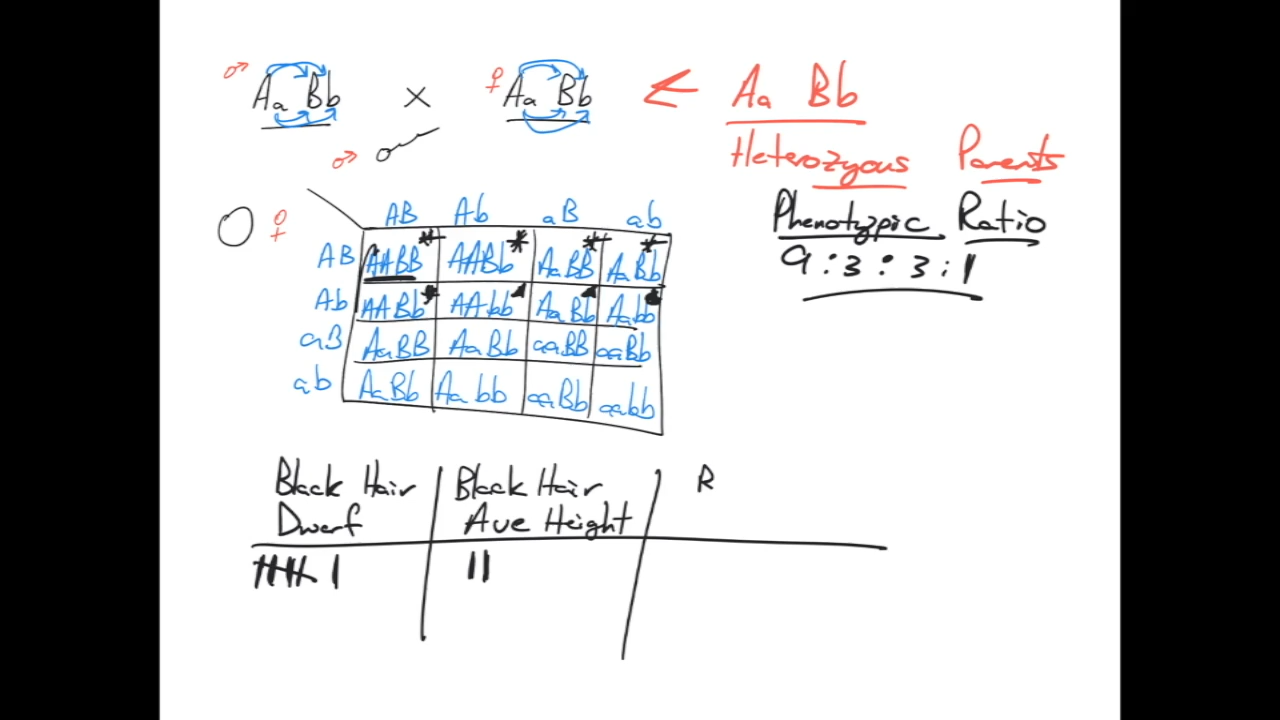 ♂ Aa Bb × ♀ Aa Bb ← Aa Bb
Heterozyous Parents
♂
Phenotypic Ratio
9:3:3:1
♀
AB Ab aB ab
AB AABB AABb AaBB AaBb
Ab AABb AAbb AaBb Aabb
aB AaBB AaBb aaBB aaBb
ab AaBb Aabb aaBb aabb
Black Hair Black Hair R
Dwarf Ave Height